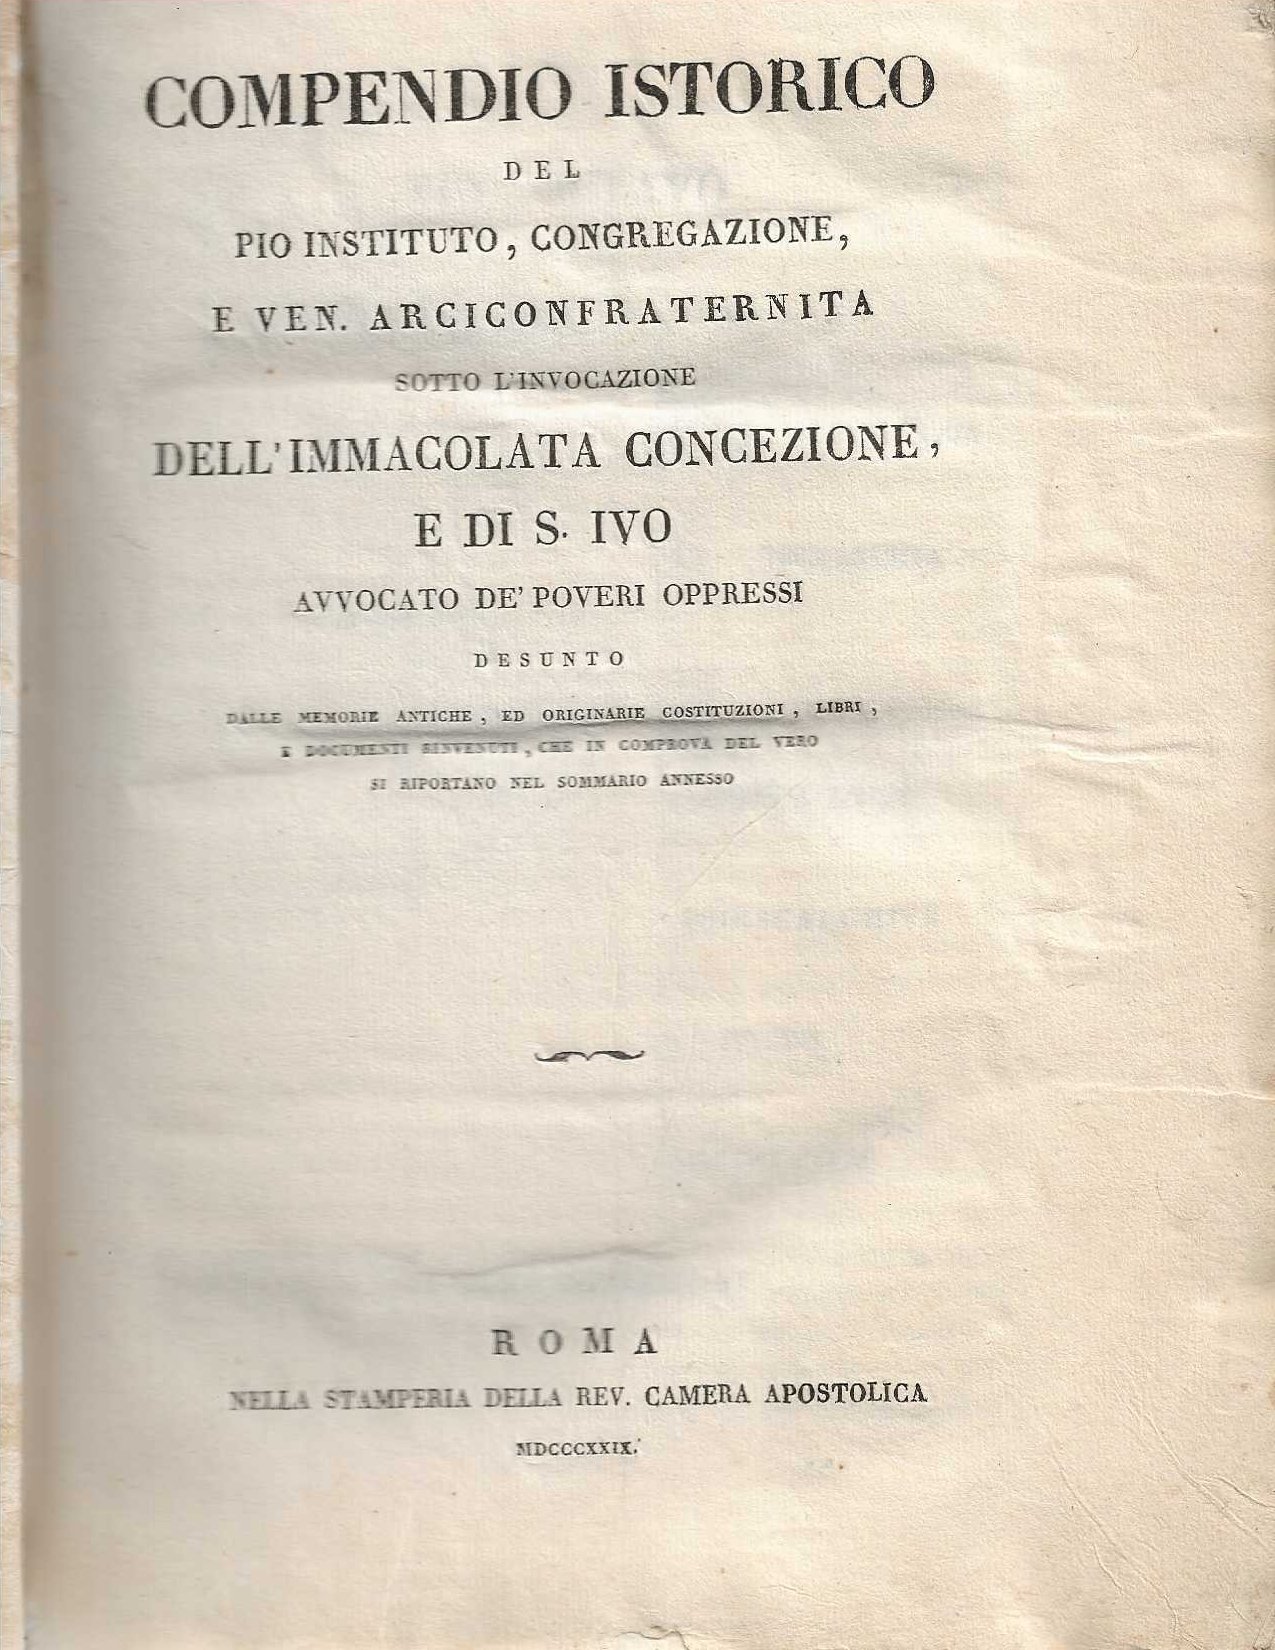 COMPENDIO ISTORICO
DEL
PIO INSTITUTO, CONGREGAZIONE,
E VEN. ARCICONFRATERNITA
SOTTO L'INVOCAZIONE
DELL'IMMACOLATA CONCEZIONE,
E DI S. IVO
AVVOCATO DE' POVERI OPPRESSI
DESUNTO
DALLE MEMORIE ANTICHE, ED ORIGINARIE COSTITUZIONI, LIBRI,
E DOCUMENTI RINVENUTI, CHE IN COMPROVA DEL VERO
SI RIPORTANO NEL SOMMARIO ANNESSO
ROMA
NELLA STAMPERIA DELLA REV. CAMERA APOSTOLICA
MDCCCXXIX.